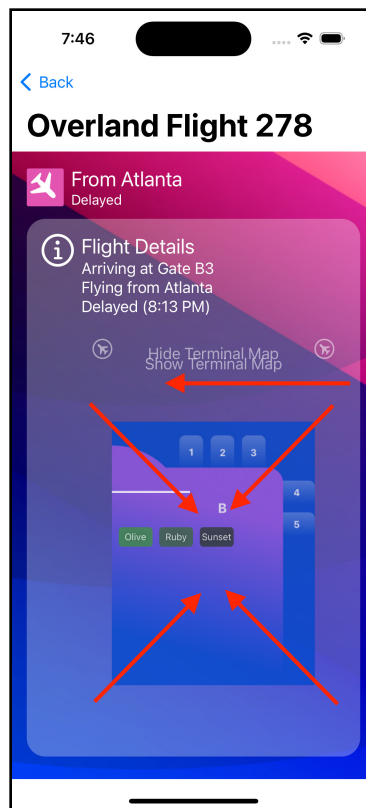 7:46
Back
Overland Flight 278
From Atlanta
Delayed
Flight Details
Arriving at Gate B3
Flying from Atlanta
Delayed (8:13 PM)
Hide Terminal Map
Show Terminal Map
1 2 3
4
B
5
Olive Ruby Sunset